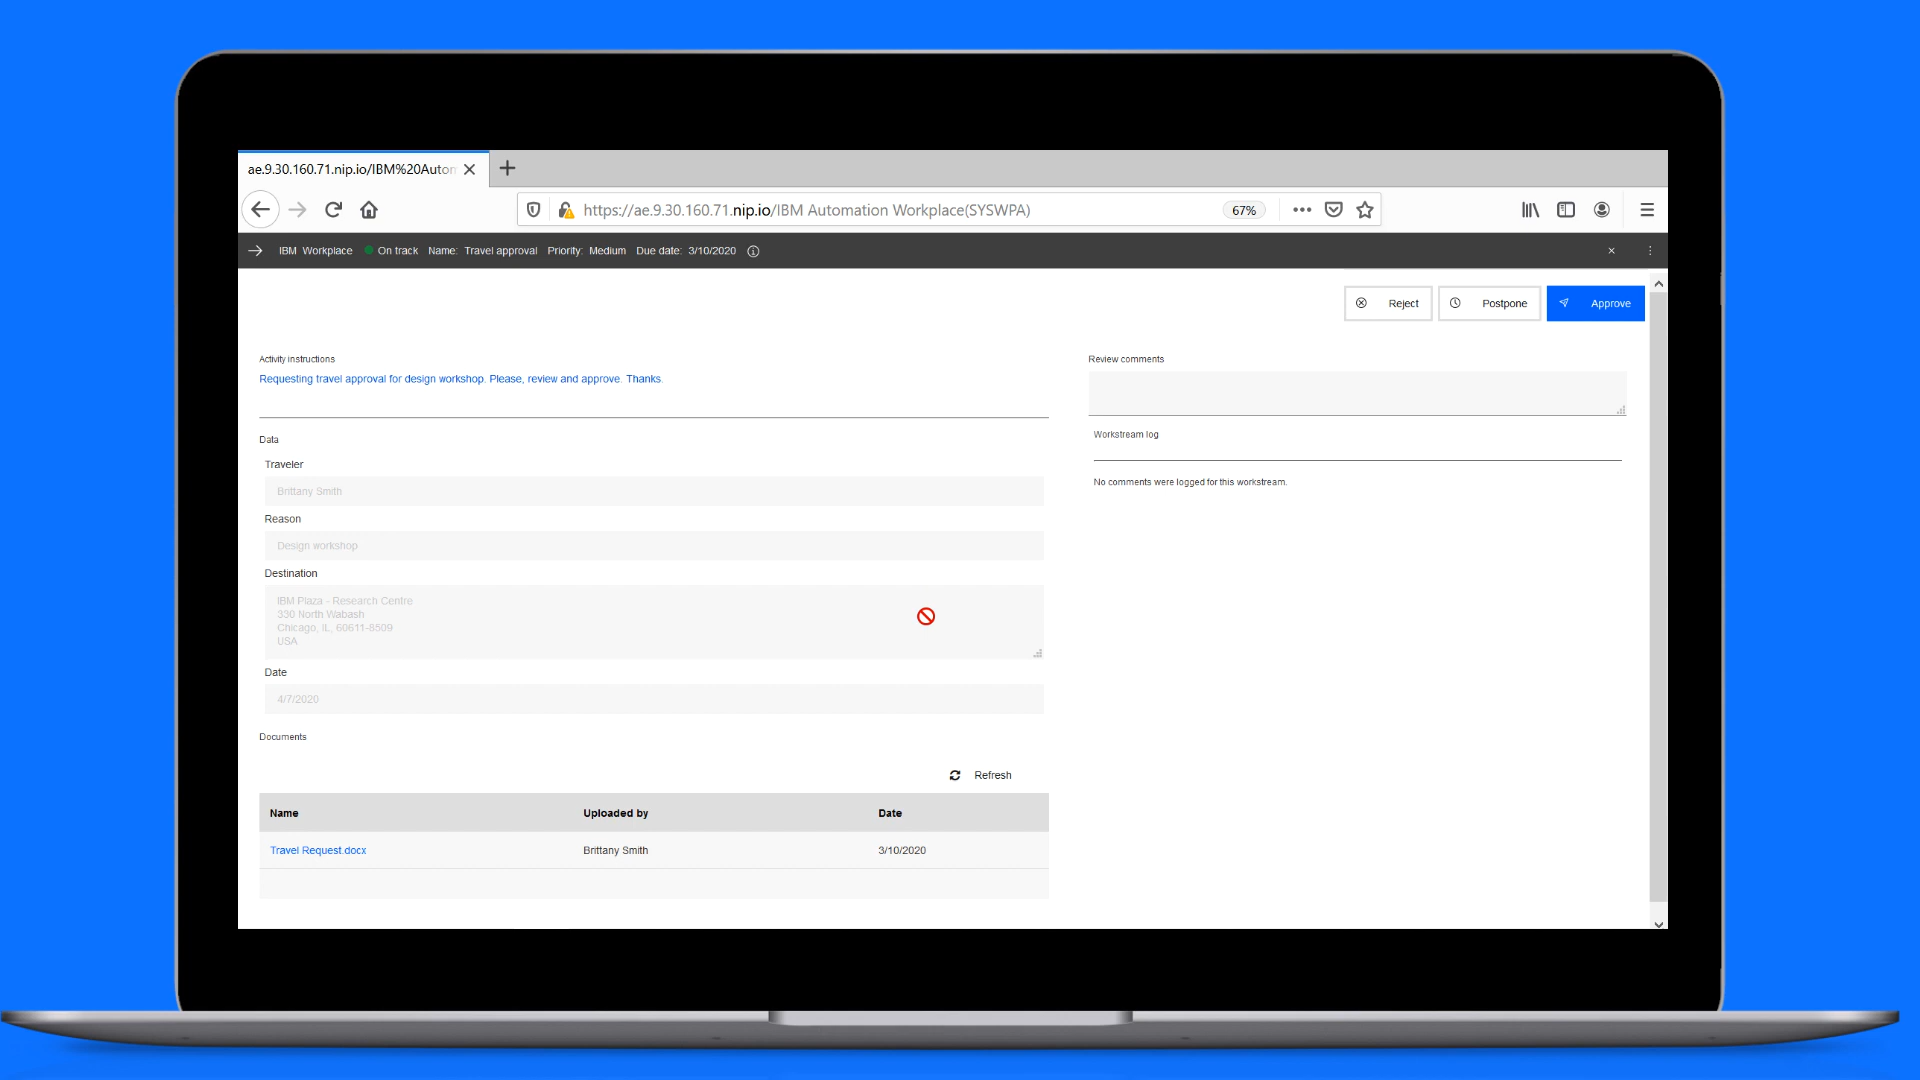 ae.9.30.160.71.nip.io/IBM%20Autom
https://ae.9.30.160.71.nip.io/IBM Automation Workplace(SYSWPA)
67%
IBM Workplace On track Name: Travel approval Priority: Medium Due date: 3/10/2020
Reject
Postpone
Approve
Activity instructions
Requesting travel approval for design workshop. Please, review and approve. Thanks.
Data
Traveler
Brittany Smith
Reason
Design workshop
Destination
IBM Plaza - Research Centre
330 North Wabash
Chicago, IL, 60611-8509
USA
Date
4/7/2020
Documents
Refresh
Name Uploaded by Date
Travel Request.docx Brittany Smith 3/10/2020
Review comments
Workstream log
No comments were logged for this workstream.